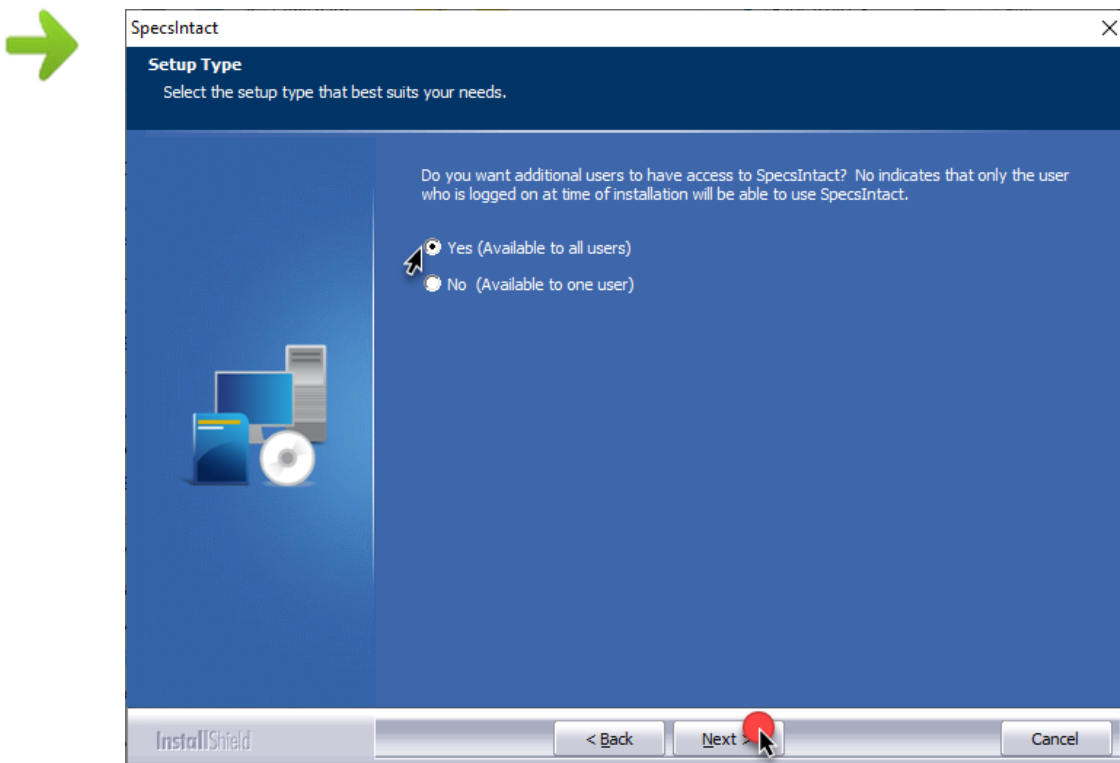 SpecsIntact
Setup Type
Select the setup type that best suits your needs.
Do you want additional users to have access to SpecsIntact? No indicates that only the user
who is logged on at time of installation will be able to use SpecsIntact.
Yes (Available to all users)
No (Available to one user)
InstallShield
< Back
Next >
Cancel